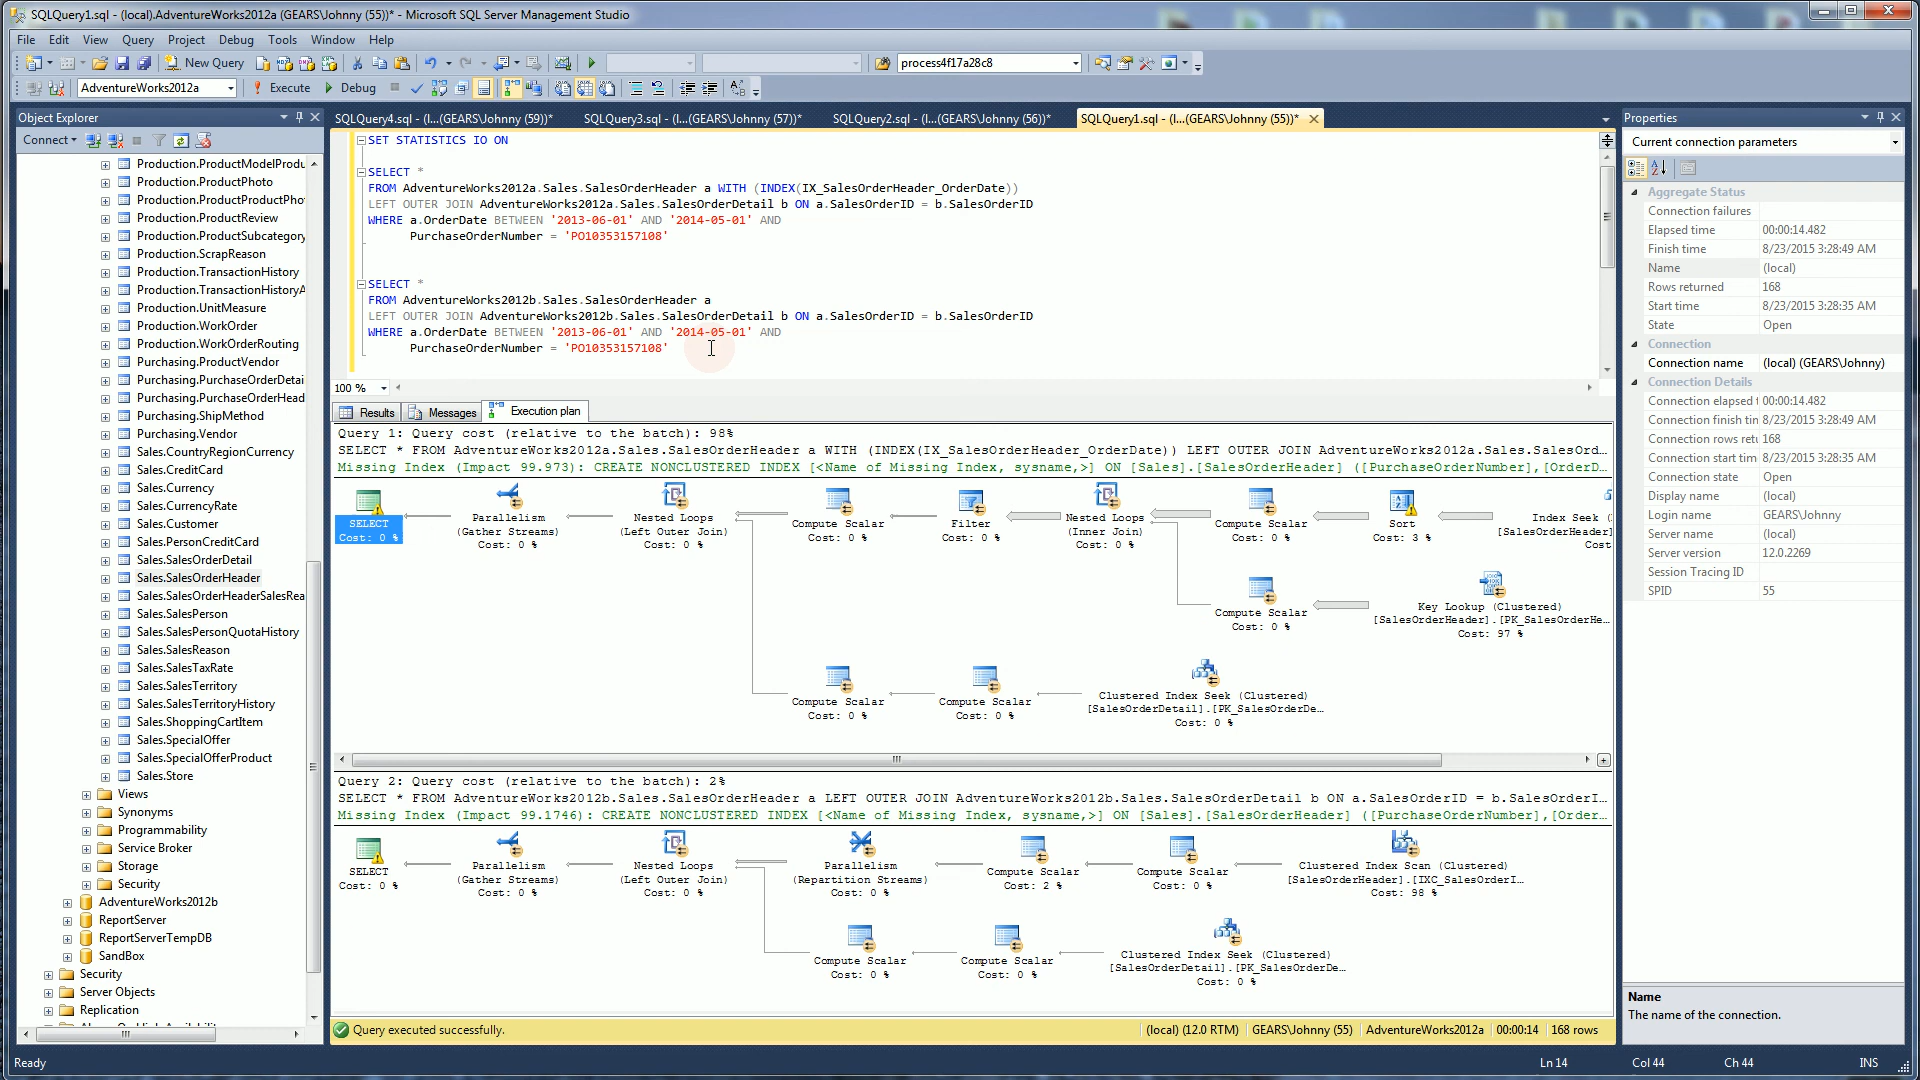 SQLQuery1.sql - (local).AdventureWorks2012a (GEARS\Johnny (55))* - Microsoft SQL Server Management Studio
File Edit View Query Project Debug Tools Window Help
New Query
process4f17a28c8
AdventureWorks2012a
Execute
Debug
Object Explorer
Connect
Production.ProductModelProdu
Production.ProductPhoto
Production.ProductProductPho
Production.ProductReview
Production.ProductSubcategory
Production.ScrapReason
Production.TransactionHistory
Production.TransactionHistoryA
Production.UnitMeasure
Production.WorkOrder
Production.WorkOrderRouting
Purchasing.ProductVendor
Purchasing.PurchaseOrderDetai
Purchasing.PurchaseOrderHead
Purchasing.ShipMethod
Purchasing.Vendor
Sales.CountryRegionCurrency
Sales.CreditCard
Sales.Currency
Sales.CurrencyRate
Sales.Customer
Sales.PersonCreditCard
Sales.SalesOrderDetail
Sales.SalesOrderHeader
Sales.SalesOrderHeaderSalesRea
Sales.SalesPerson
Sales.SalesPersonQuotaHistory
Sales.SalesReason
Sales.SalesTaxRate
Sales.SalesTerritory
Sales.SalesTerritoryHistory
Sales.ShoppingCartItem
Sales.SpecialOffer
Sales.SpecialOfferProduct
Sales.Store
Views
Synonyms
Programmability
Service Broker
Storage
Security
AdventureWorks2012b
ReportServer
ReportServerTempDB
SandBox
Security
Server Objects
Replication
SQLQuery4.sql - (l...(GEARS\Johnny (59))*
SQLQuery3.sql - (l...(GEARS\Johnny (57))*
SQLQuery2.sql - (l...(GEARS\Johnny (56))*
SQLQuery1.sql - (l...(GEARS\Johnny (55))*
SET STATISTICS IO ON
SELECT *
FROM AdventureWorks2012a.Sales.SalesOrderHeader a WITH (INDEX(IX_SalesOrderHeader_OrderDate))
LEFT OUTER JOIN AdventureWorks2012a.Sales.SalesOrderDetail b ON a.SalesOrderID = b.SalesOrderID
WHERE a.OrderDate BETWEEN '2013-06-01' AND '2014-05-01' AND
PurchaseOrderNumber = 'PO10353157108'
SELECT *
FROM AdventureWorks2012b.Sales.SalesOrderHeader a
LEFT OUTER JOIN AdventureWorks2012b.Sales.SalesOrderDetail b ON a.SalesOrderID = b.SalesOrderID
WHERE a.OrderDate BETWEEN '2013-06-01' AND '2014-05-01' AND
PurchaseOrderNumber = 'PO10353157108'
100 %
Results
Messages
Execution plan
Query 1: Query cost (relative to the batch): 98%
SELECT * FROM AdventureWorks2012a.Sales.SalesOrderHeader a WITH (INDEX(IX_SalesOrderHeader_OrderDate)) LEFT OUTER JOIN AdventureWorks2012a.Sales.SalesOrd...
Missing Index (Impact 99.973): CREATE NONCLUSTERED INDEX [<Name of Missing Index, sysname,>] ON [Sales].[SalesOrderHeader] ([PurchaseOrderNumber],[OrderD...
SELECT
Cost: 0 %
Parallelism
(Gather Streams)
Cost: 0 %
Nested Loops
(Left Outer Join)
Cost: 0 %
Compute Scalar
Cost: 0 %
Filter
Cost: 0 %
Nested Loops
(Inner Join)
Cost: 0 %
Compute Scalar
Cost: 0 %
Sort
Cost: 3 %
Index Seek (
[SalesOrderHeader]
Cost
Compute Scalar
Cost: 0 %
Key Lookup (Clustered)
[SalesOrderHeader].[PK_SalesOrderHe...
Cost: 97 %
Compute Scalar
Cost: 0 %
Compute Scalar
Cost: 0 %
Clustered Index Seek (Clustered)
[SalesOrderDetail].[PK_SalesOrderDe...
Cost: 0 %
Query 2: Query cost (relative to the batch): 2%
SELECT * FROM AdventureWorks2012b.Sales.SalesOrderHeader a LEFT OUTER JOIN AdventureWorks2012b.Sales.SalesOrderDetail b ON a.SalesOrderID = b.SalesOrderI...
Missing Index (Impact 99.1746): CREATE NONCLUSTERED INDEX [<Name of Missing Index, sysname,>] ON [Sales].[SalesOrderHeader] ([PurchaseOrderNumber],[Order...
SELECT
Cost: 0 %
Parallelism
(Gather Streams)
Cost: 0 %
Nested Loops
(Left Outer Join)
Cost: 0 %
Parallelism
(Repartition Streams)
Cost: 0 %
Compute Scalar
Cost: 2 %
Compute Scalar
Cost: 0 %
Clustered Index Scan (Clustered)
[SalesOrderHeader].[IXC_SalesOrderI...
Cost: 98 %
Compute Scalar
Cost: 0 %
Compute Scalar
Cost: 0 %
Clustered Index Seek (Clustered)
[SalesOrderDetail].[PK_SalesOrderDe...
Cost: 0 %
Query executed successfully.
(local) (12.0 RTM)
GEARS\Johnny (55)
AdventureWorks2012a
00:00:14
168 rows
Properties
Current connection parameters
Aggregate Status
Connection failures
Elapsed time 00:00:14.482
Finish time 8/23/2015 3:28:49 AM
Name (local)
Rows returned 168
Start time 8/23/2015 3:28:35 AM
State Open
Connection
Connection name (local) (GEARS\Johnny)
Connection Details
Connection elapsed t 00:00:14.482
Connection finish tin 8/23/2015 3:28:49 AM
Connection rows retu 168
Connection start tim 8/23/2015 3:28:35 AM
Connection state Open
Display name (local)
Login name GEARS\Johnny
Server name (local)
Server version 12.0.2269
Session Tracing ID
SPID 55
Name
The name of the connection.
Ready
Ln 14
Col 44
Ch 44
INS